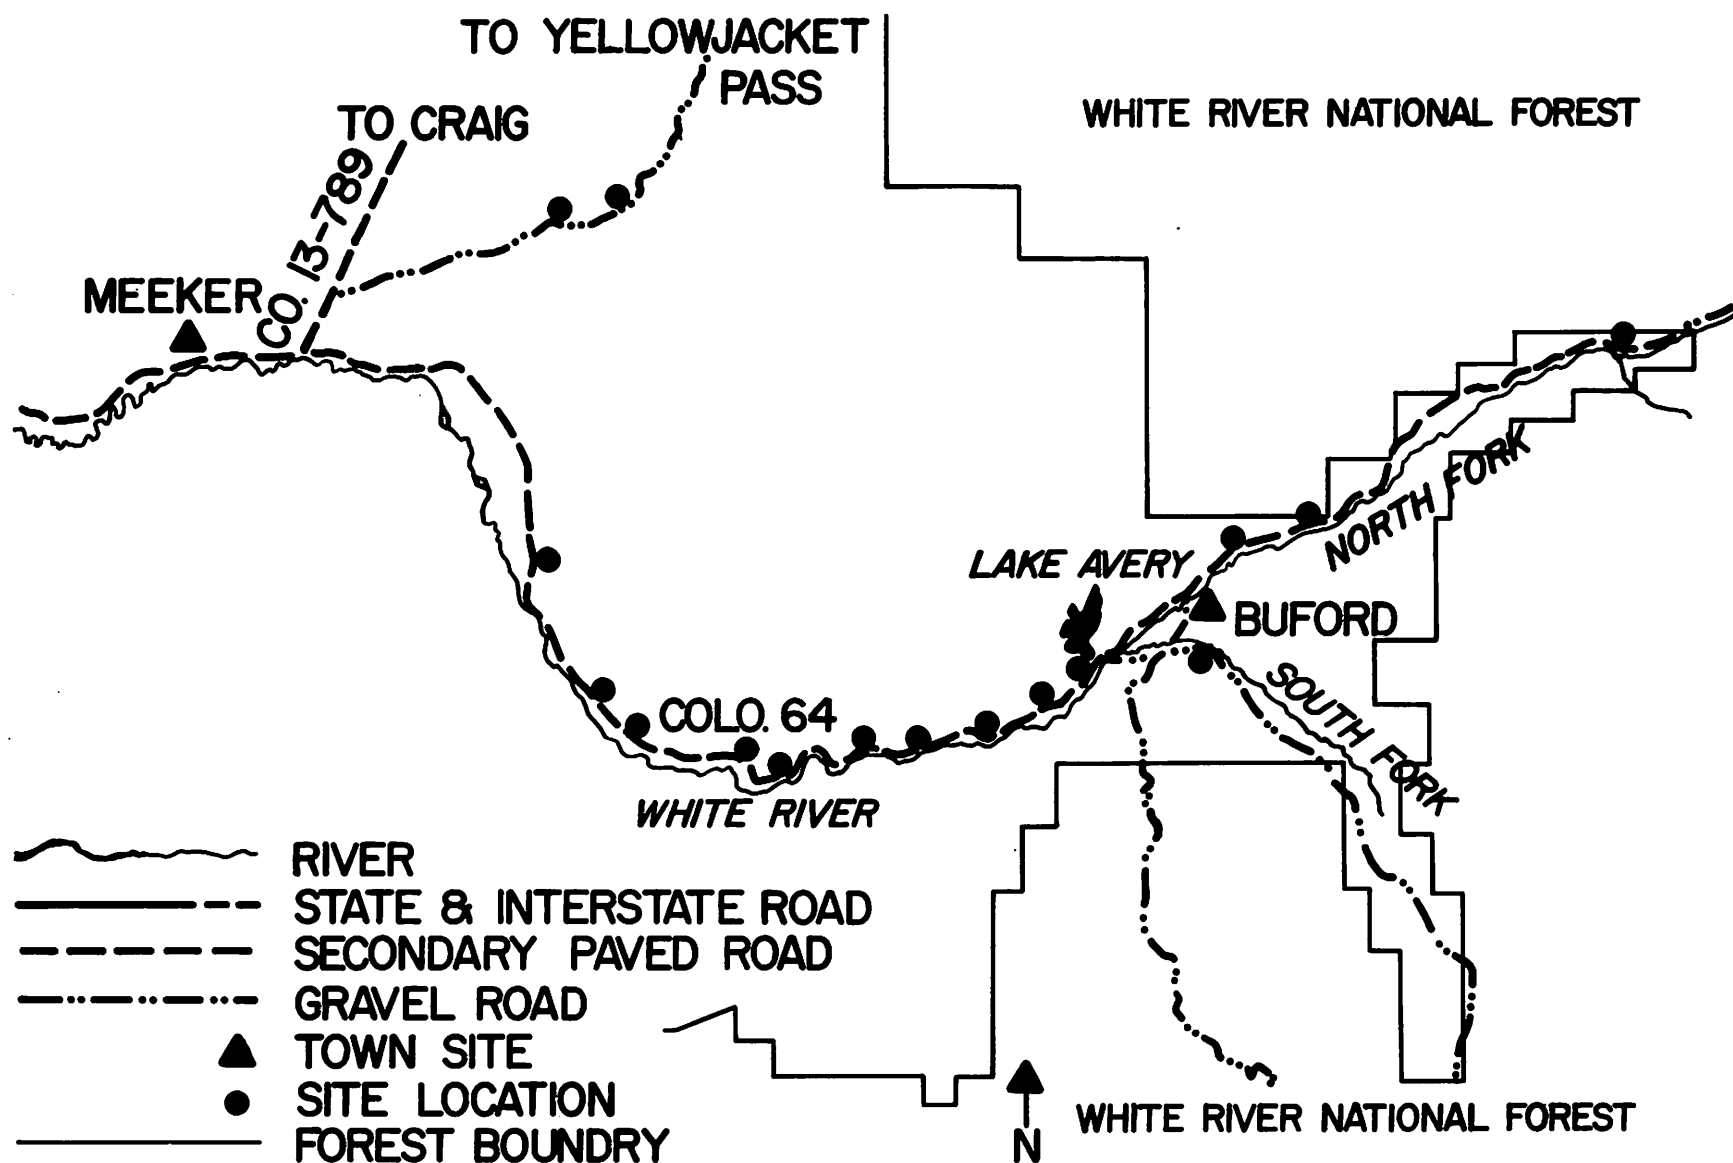 TO YELLOWJACKET
PASS
WHITE RIVER NATIONAL FOREST
TO CRAIG
CO. 13-789
MEEKER
NORTH FORK
LAKE AVERY
BUFORD
SOUTH FORK
COLO. 64
WHITE RIVER
RIVER
STATE & INTERSTATE ROAD
SECONDARY PAVED ROAD
GRAVEL ROAD
TOWN SITE
SITE LOCATION
FOREST BOUNDRY
N
WHITE RIVER NATIONAL FOREST